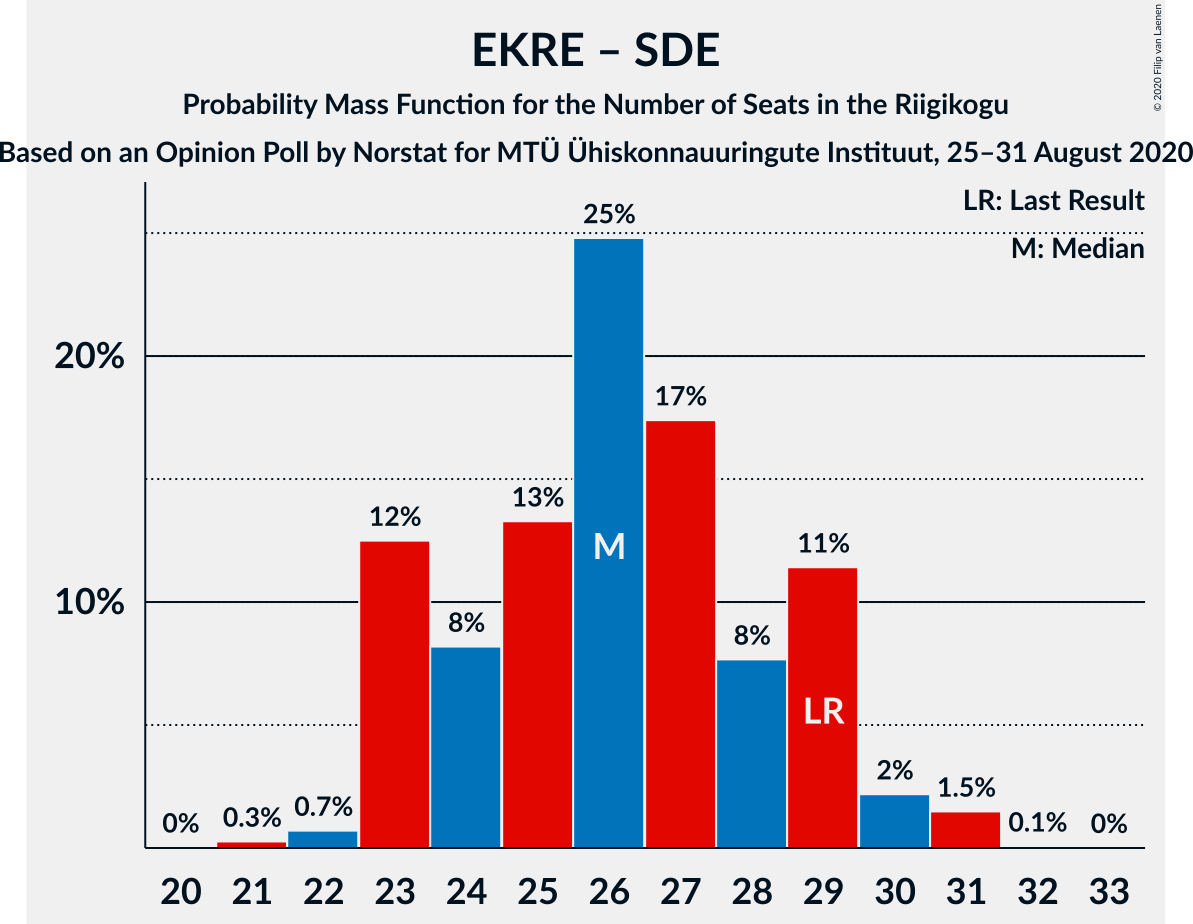 EKRE – SDE
Probability Mass Function for the Number of Seats in the Riigikogu
Based on an Opinion Poll by Norstat for MTÜ Ühiskonnauuringute Instituut, 25–31 August 2020
© 2020 Filip van Laenen
LR: Last Result
M: Median
25%
20%
17%
13%
12%
11%
M
10%
8%
8%
LR
2%
1.5%
0.7%
0.3%
0%
0.1%
0%
20 21 22 23 24 25 26 27 28 29 30 31 32 33